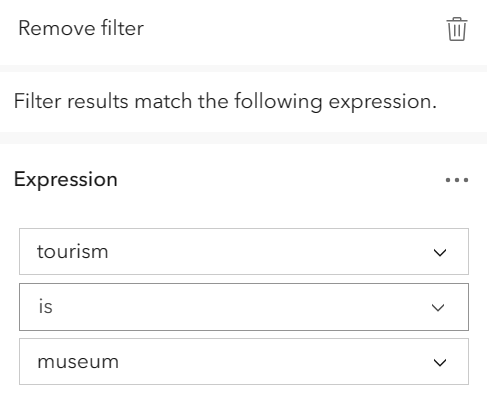 Remove filter
Filter results match the following expression.
Expression
tourism
is
museum